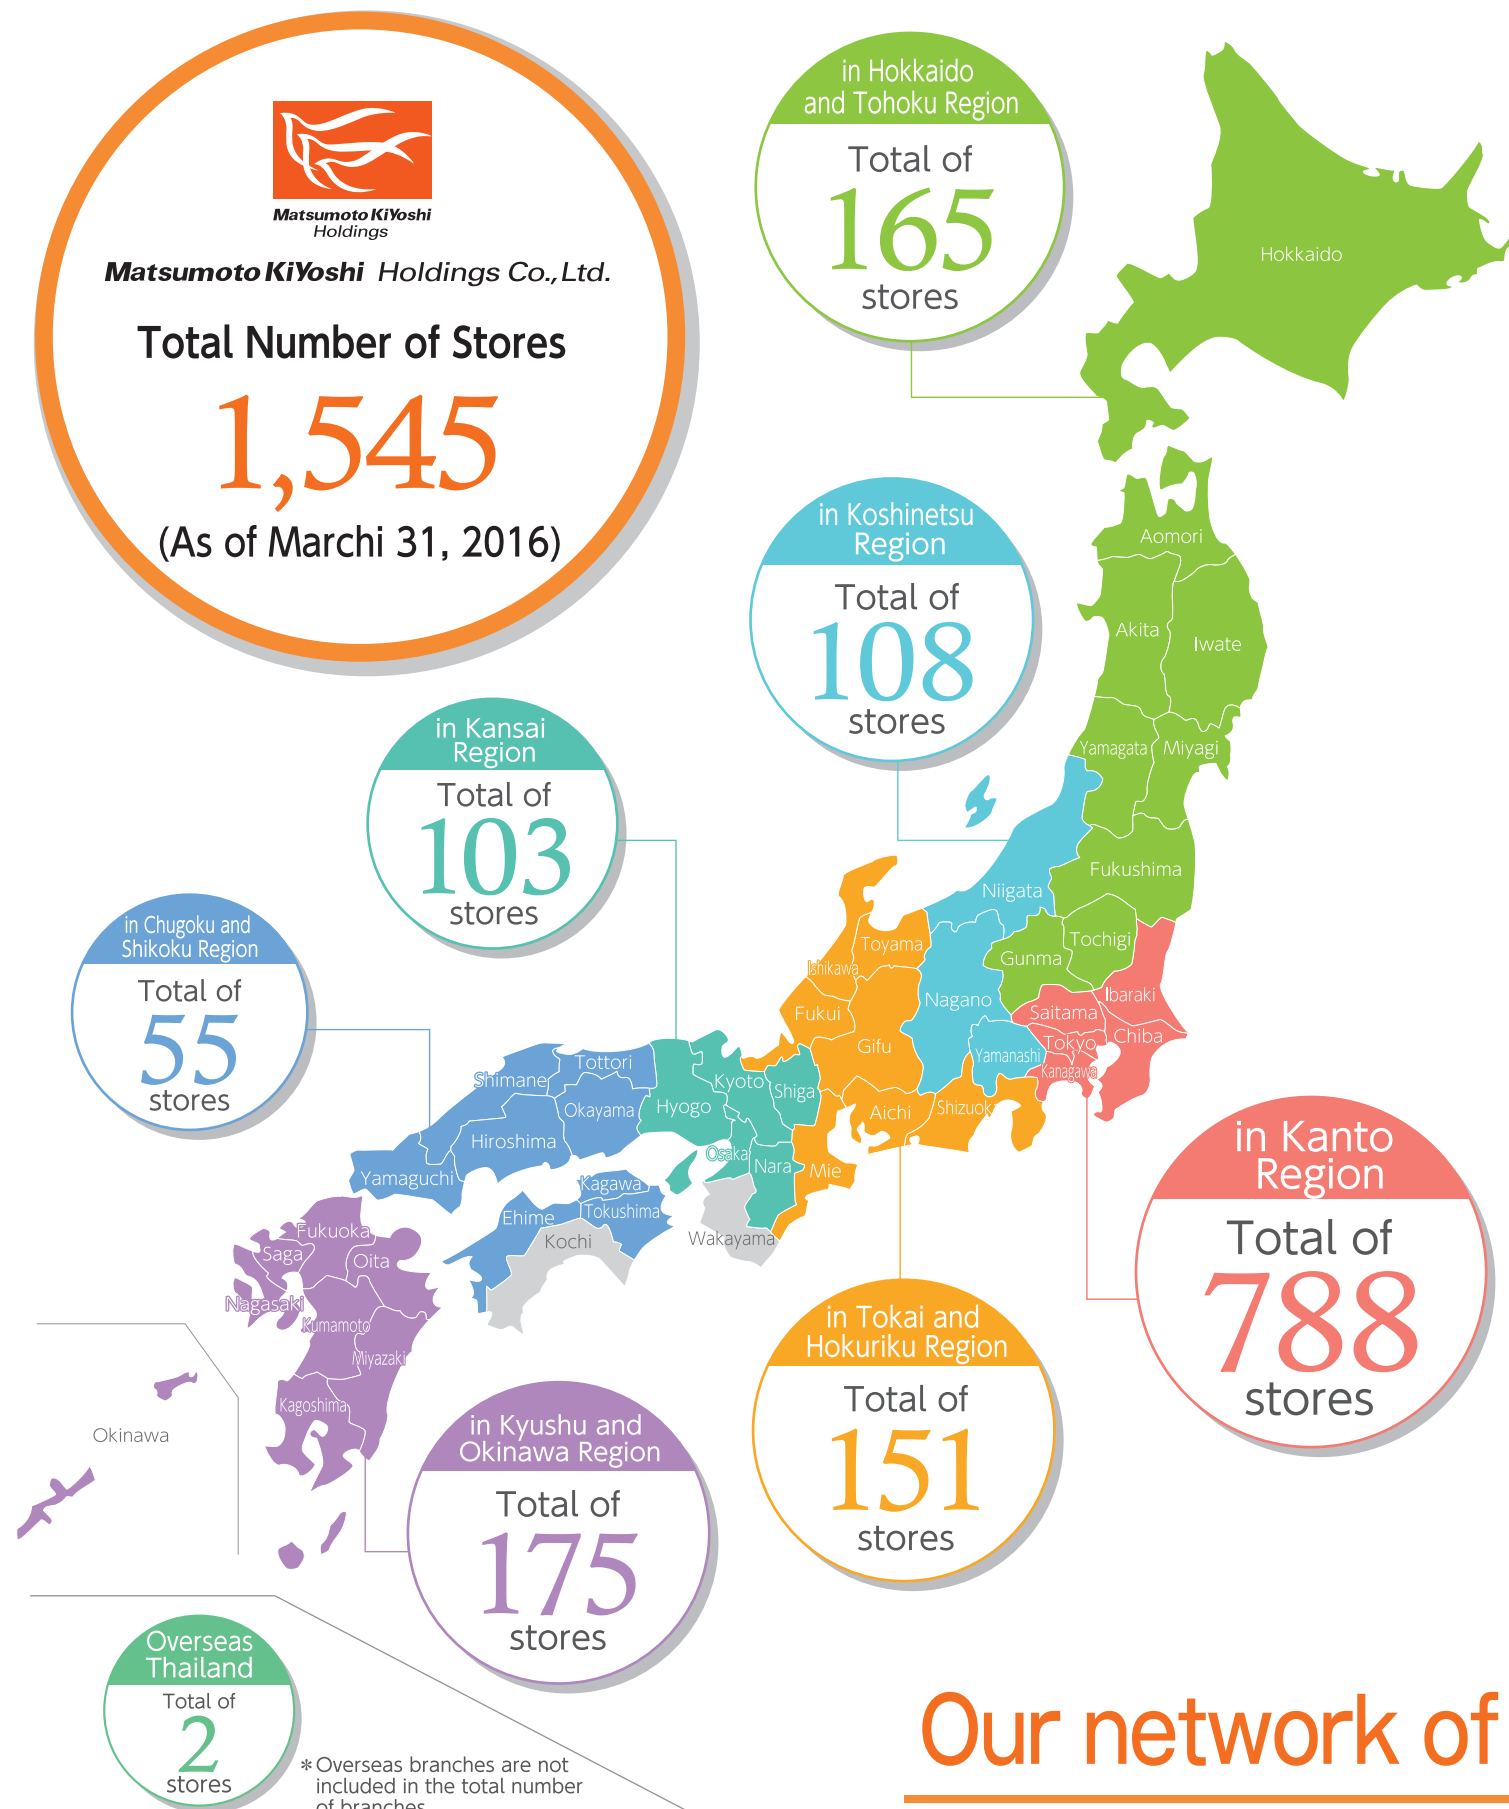 Matsumoto KiYoshi
Holdings
Matsumoto KiYoshi Holdings Co., Ltd.
Total Number of Stores
1,545
(As of Marchi 31, 2016)
in Hokkaido
and Tohoku Region
Total of
165
stores
Hokkaido
in Koshinetsu
Region
Total of
108
stores
Aomori
Akita
Iwate
Yamagata
Miyagi
Fukushima
in Kansai
Region
Total of
103
stores
Niigata
Tochigi
Gunma
Toyama
Ishikawa
Nagano
Ibaraki
Fukui
Saitama
Gifu
Tokyo
Chiba
Yamanashi
Kanagawa
in Chugoku and
Shikoku Region
Total of
55
stores
Tottori
Shimane
Kyoto
Shiga
Okayama
Hyogo
Aichi
Shizuok
Hiroshima
Osaka
Nara
Mie
Yamaguchi
Kagawa
Ehime
Tokushima
Kochi
Wakayama
Fukuoka
Saga
Oita
Nagasaki
Kumamoto
Miyazaki
Kagoshima
Okinawa
in Kanto
Region
Total of
788
stores
in Tokai and
Hokuriku Region
Total of
151
stores
in Kyushu and
Okinawa Region
Total of
175
stores
Overseas
Thailand
Total of
2
stores
* Overseas branches are not
included in the total number
of branches
Our network of